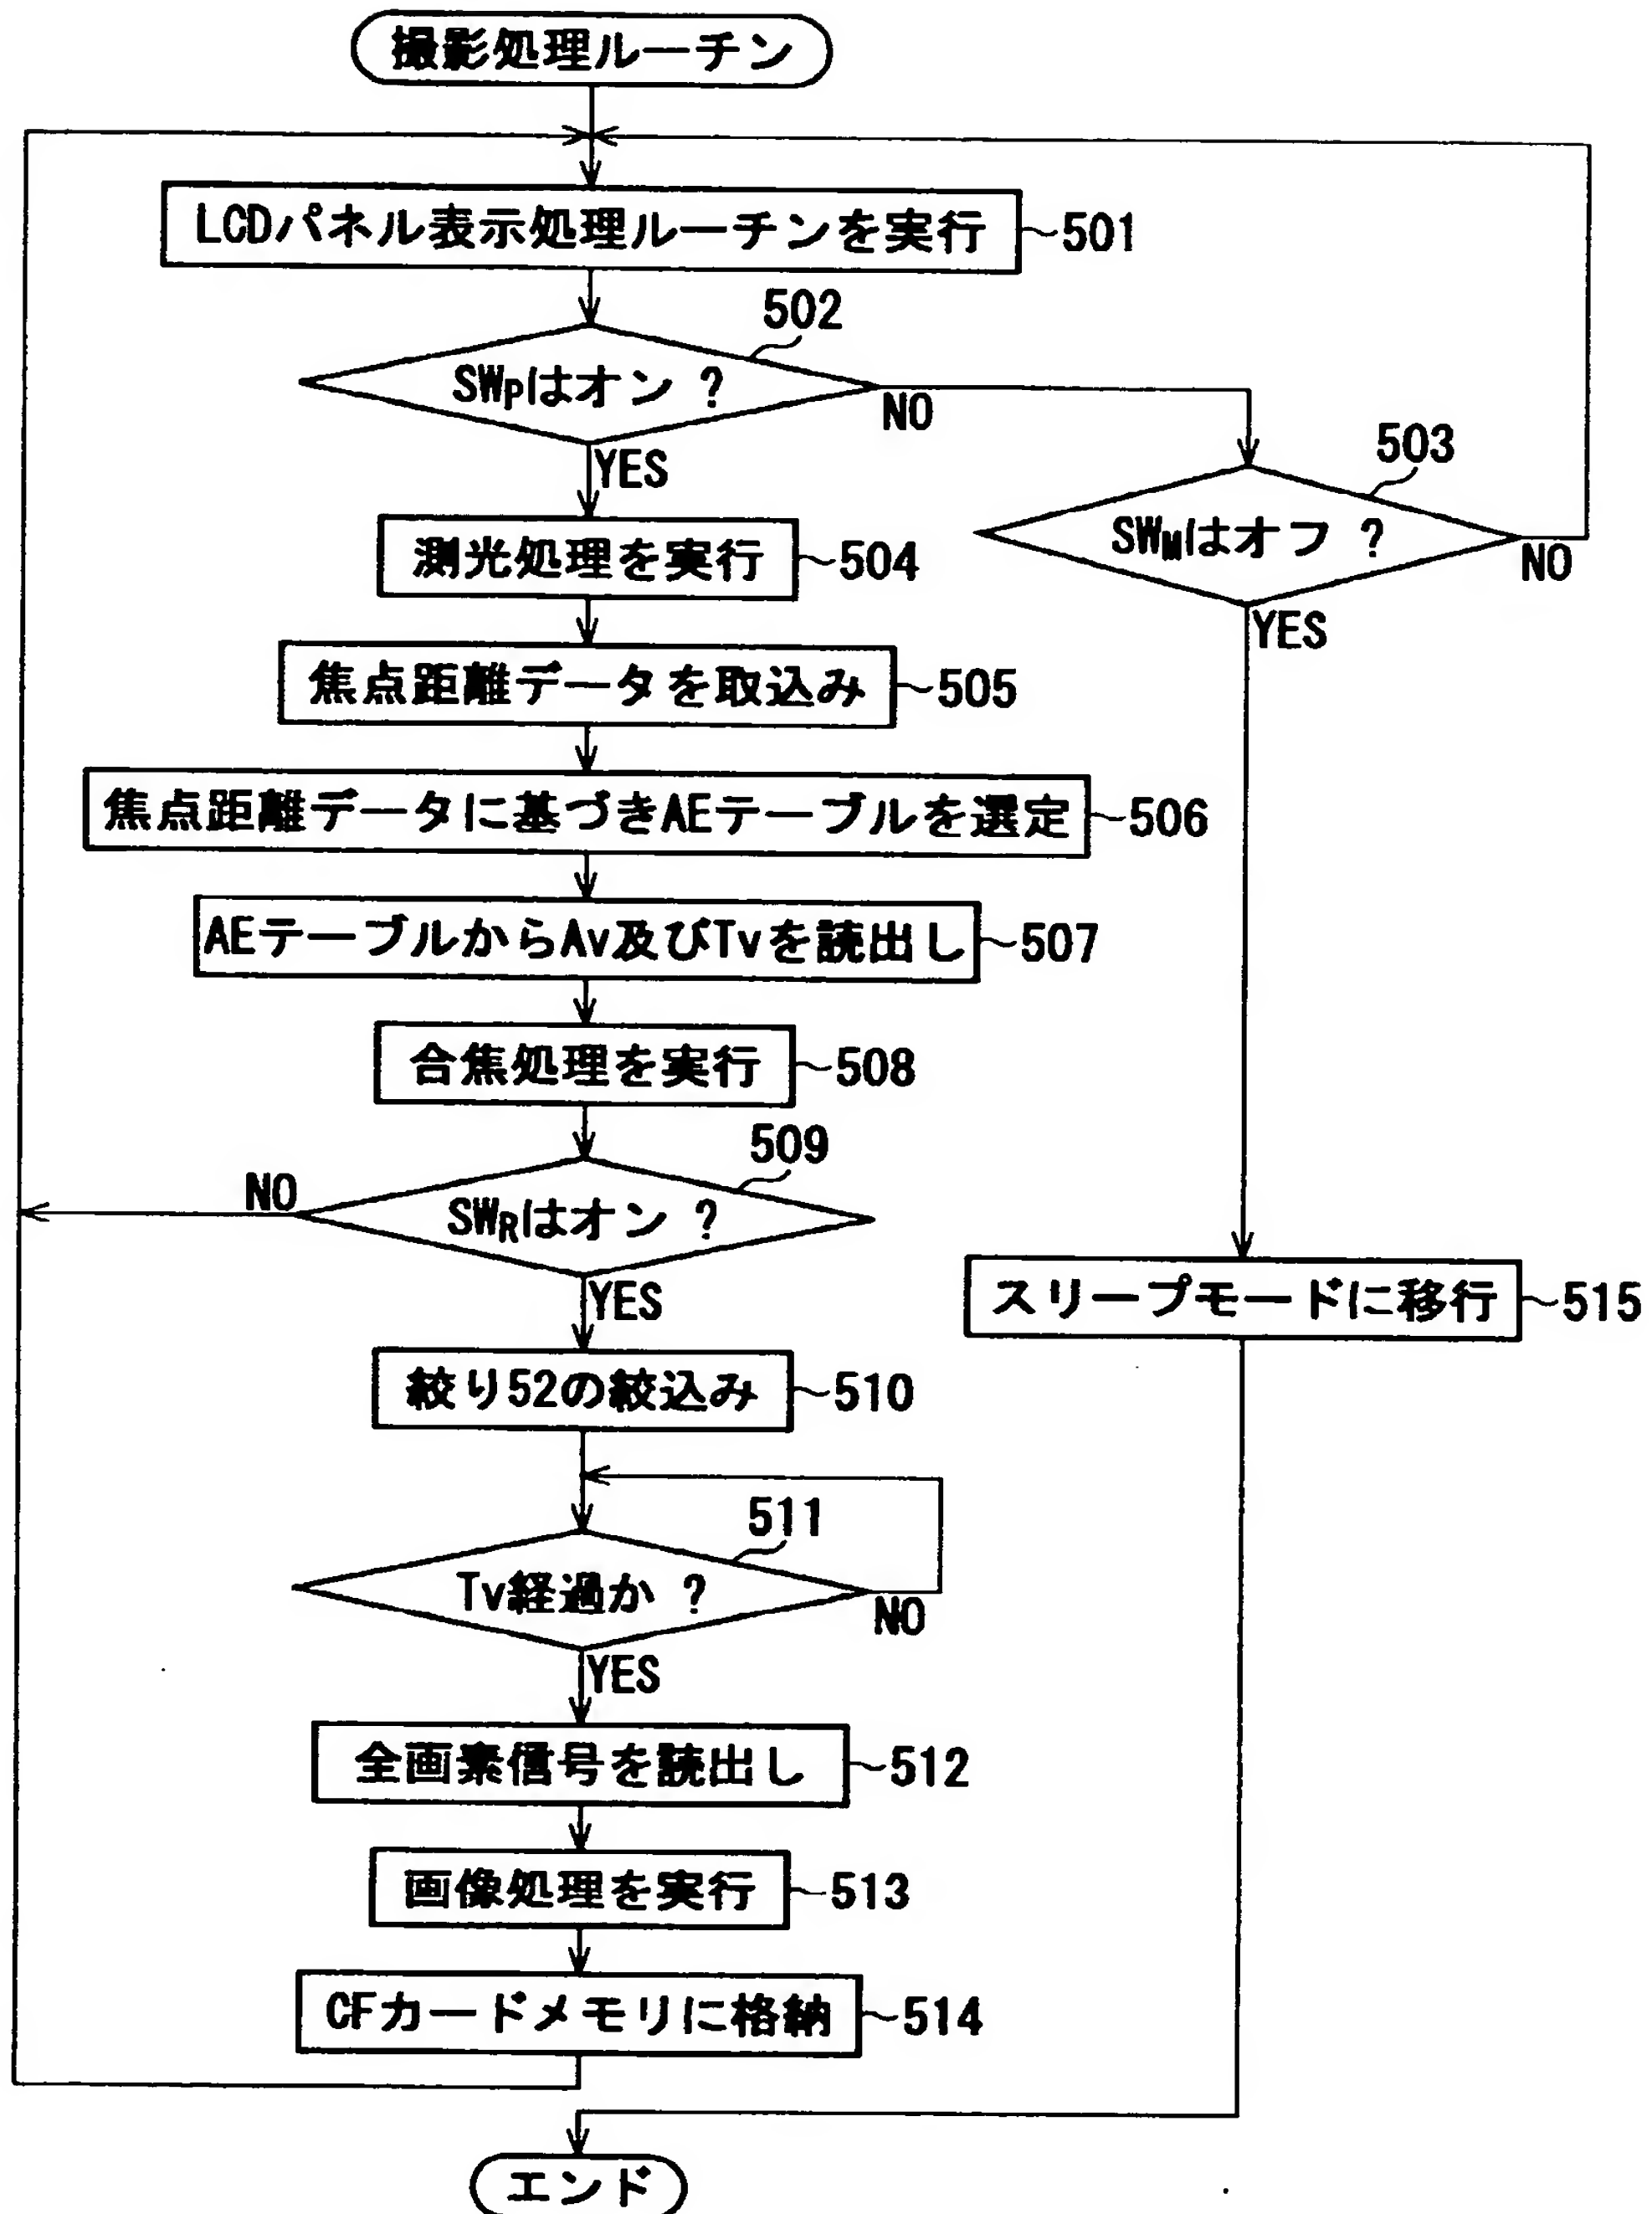 撮影処理ルーチン
LCDパネル表示処理ルーチンを実行
501
502
SWPはオン ?
NO
YES
503
SWMはオフ ?
NO
YES
測光処理を実行
504
焦点距離データを取込み
505
焦点距離データに基づきAEテーブルを選定
506
AEテーブルからAv及びTvを読出し
507
合焦処理を実行
508
509
SWRはオン ?
NO
YES
スリープモードに移行
515
絞り52の絞込み
510
511
Tv経過か ?
NO
YES
全画素信号を読出し
512
画像処理を実行
513
CFカードメモリに格納
514
エンド